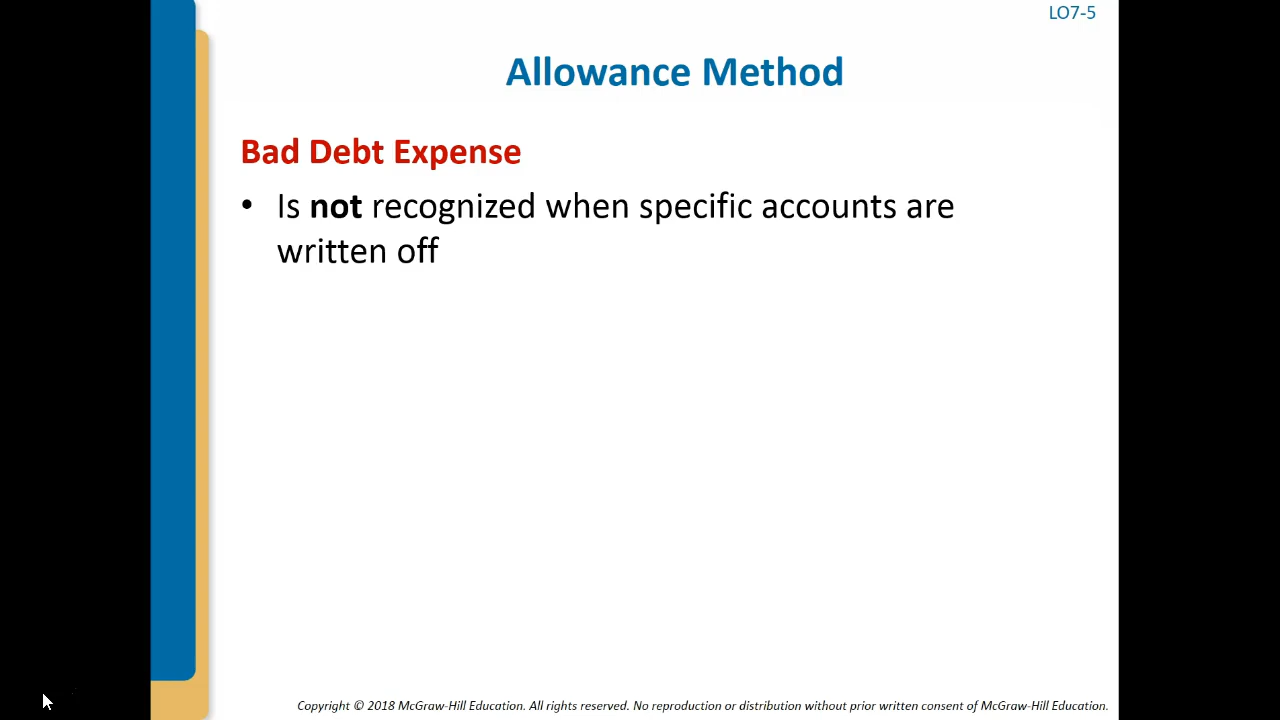 LO7-5
Allowance Method
Bad Debt Expense
• Is not recognized when specific accounts are
written off
Copyright © 2018 McGraw-Hill Education. All rights reserved. No reproduction or distribution without prior written consent of McGraw-Hill Education.